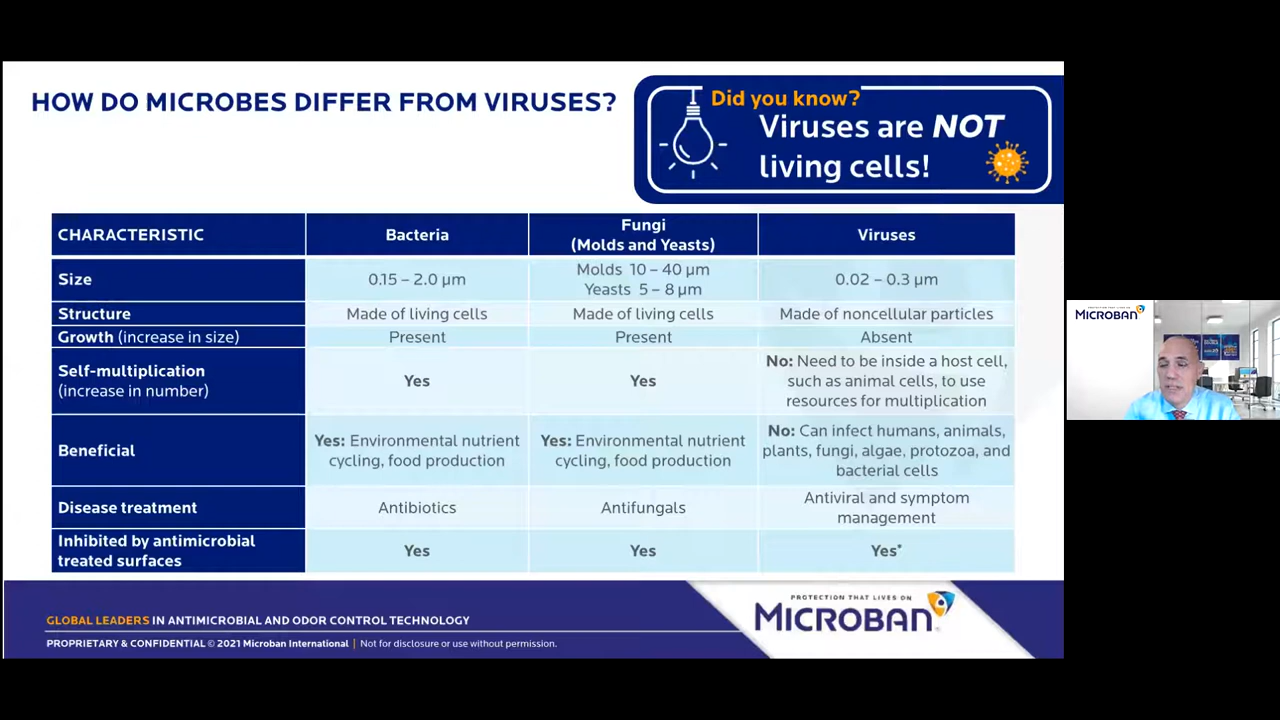 HOW DO MICROBES DIFFER FROM VIRUSES?
Did you know?
Viruses are NOT
living cells!
CHARACTERISTIC
Bacteria
Fungi
(Molds and Yeasts)
Viruses
Size
0.15 – 2.0 µm
Molds 10 – 40 µm
Yeasts 5 – 8 µm
0.02 – 0.3 µm
Structure
Made of living cells
Made of living cells
Made of noncellular particles
Growth (increase in size)
Present
Present
Absent
Self-multiplication
(increase in number)
Yes
Yes
No: Need to be inside a host cell,
such as animal cells, to use
resources for multiplication
Beneficial
Yes: Environmental nutrient
cycling, food production
Yes: Environmental nutrient
cycling, food production
No: Can infect humans, animals,
plants, fungi, algae, protozoa, and
bacterial cells
Disease treatment
Antibiotics
Antifungals
Antiviral and symptom
management
Inhibited by antimicrobial
treated surfaces
Yes
Yes
Yes*
GLOBAL LEADERS IN ANTIMICROBIAL AND ODOR CONTROL TECHNOLOGY
PROPRIETARY & CONFIDENTIAL © 2021 Microban International | Not for disclosure or use without permission.
PROTECTION THAT LIVES ON
MICROBAN
PROTECTION THAT LIVES ON
MICROBAN